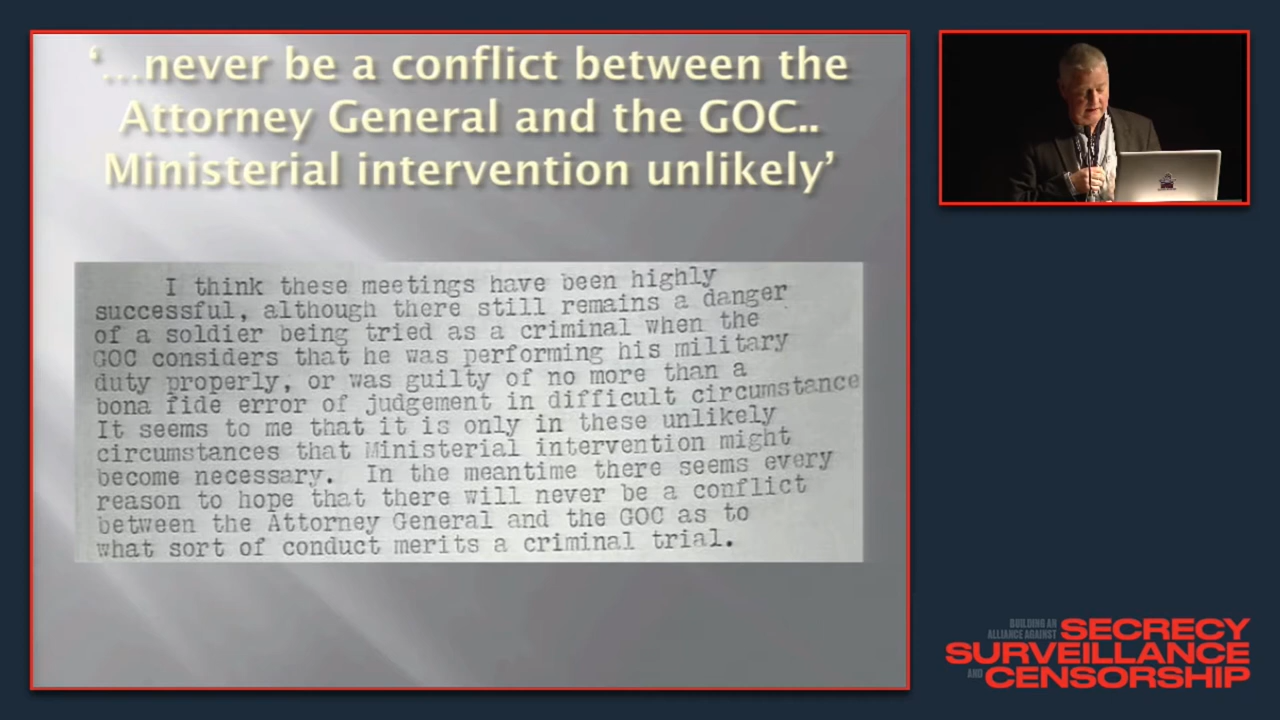 ‘...never be a conflict between the
Attorney General and the GOC..
Ministerial intervention unlikely’
I think these meetings have been highly
successful, although there still remains a danger
of a soldier being tried as a criminal when the
GOC considers that he was performing his military
duty properly, or was guilty of no more than a
bona fide error of judgement in difficult circumstance
It seems to me that it is only in these unlikely
circumstances that Ministerial intervention might
become necessary. In the meantime there seems every
reason to hope that there will never be a conflict
between the Attorney General and the GOC as to
what sort of conduct merits a criminal trial.
BUILDING AN
ALLIANCE AGAINST
SECRECY
SURVEILLANCE
AND CENSORSHIP